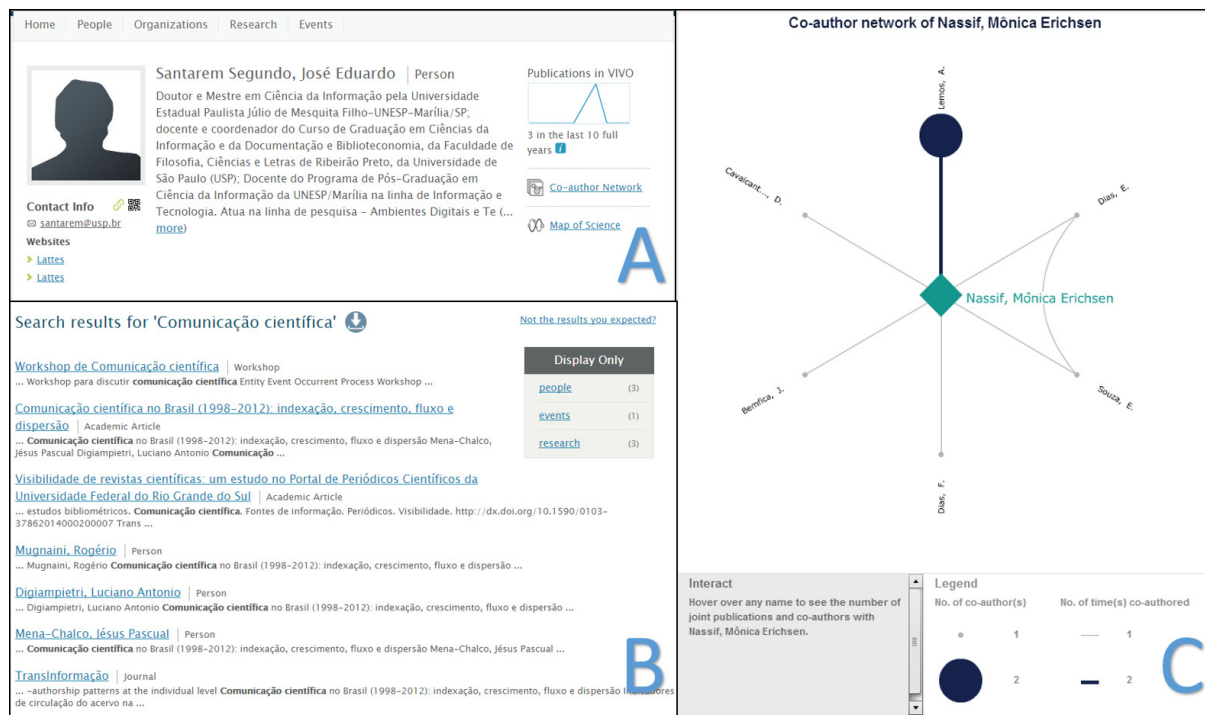 Home People Organizations Research Events
Santarem Segundo, José Eduardo | Person
Doutor e Mestre em Ciência da Informação pela Universidade
Estadual Paulista Júlio de Mesquita Filho-UNESP-Marília/SP;
docente e coordenador do Curso de Graduação em Ciências da
Informação e da Documentação e Biblioteconomia, da Faculdade de
Filosofia, Ciências e Letras de Ribeirão Preto, da Universidade de
São Paulo (USP); Docente do Programa de Pós-Graduação em
Ciência da Informação da UNESP/Marília na linha de Informação e
Tecnologia. Atua na linha de pesquisa - Ambientes Digitais e Te (...
more)
Contact Info
santarem@usp.br
Websites
Lattes
Lattes
Publications in VIVO
3 in the last 10 full
years i
Co-author Network
Map of Science
A
Search results for 'Comunicação científica'
Not the results you expected?
Workshop de Comunicação científica | Workshop
... Workshop para discutir comunicação científica Entity Event Occurrent Process Workshop ...
Comunicação científica no Brasil (1998-2012): indexação, crescimento, fluxo e
dispersão | Academic Article
... Comunicação científica no Brasil (1998-2012): indexação, crescimento, fluxo e dispersão Mena-Chalco,
Jésus Pascual Digiampietri, Luciano Antonio Comunicação ...
Visibilidade de revistas científicas: um estudo no Portal de Periódicos Científicos da
Universidade Federal do Rio Grande do Sul | Academic Article
... estudos bibliométricos. Comunicação científica. Fontes de informação. Periódicos. Visibilidade. http://dx.doi.org/10.1590/0103-
37862014000200007 Trans ...
Mugnaini, Rogério | Person
... Mugnaini, Rogério Comunicação científica no Brasil (1998-2012): indexação, crescimento, fluxo e dispersão ...
Digiampietri, Luciano Antonio | Person
... Digiampietri, Luciano Antonio Comunicação científica no Brasil (1998-2012): indexação, crescimento, fluxo e dispersão ...
Mena-Chalco, Jésus Pascual | Person
... Comunicação científica no Brasil (1998-2012): indexação, crescimento, fluxo e dispersão Mena-Chalco, Jésus Pascual ...
TransInformação | Journal
... -authorship patterns at the individual level Comunicação científica no Brasil (1998-2012): indexação, crescimento, fluxo e dispersão Indicadores
de circulação do acervo na ...
Display Only
people (3)
events (1)
research (3)
B
Co-author network of Nassif, Mônica Erichsen
Lemos, A.
Cavalcant..., D.
Dias, E.
Nassif, Mônica Erichsen
Bemfica, J.
Souza, E.
Dias, F.
Interact
Hover over any name to see the number of
joint publications and co-authors with
Nassif, Mônica Erichsen.
Legend
No. of co-author(s) No. of time(s) co-authored
1 1
2 2
C